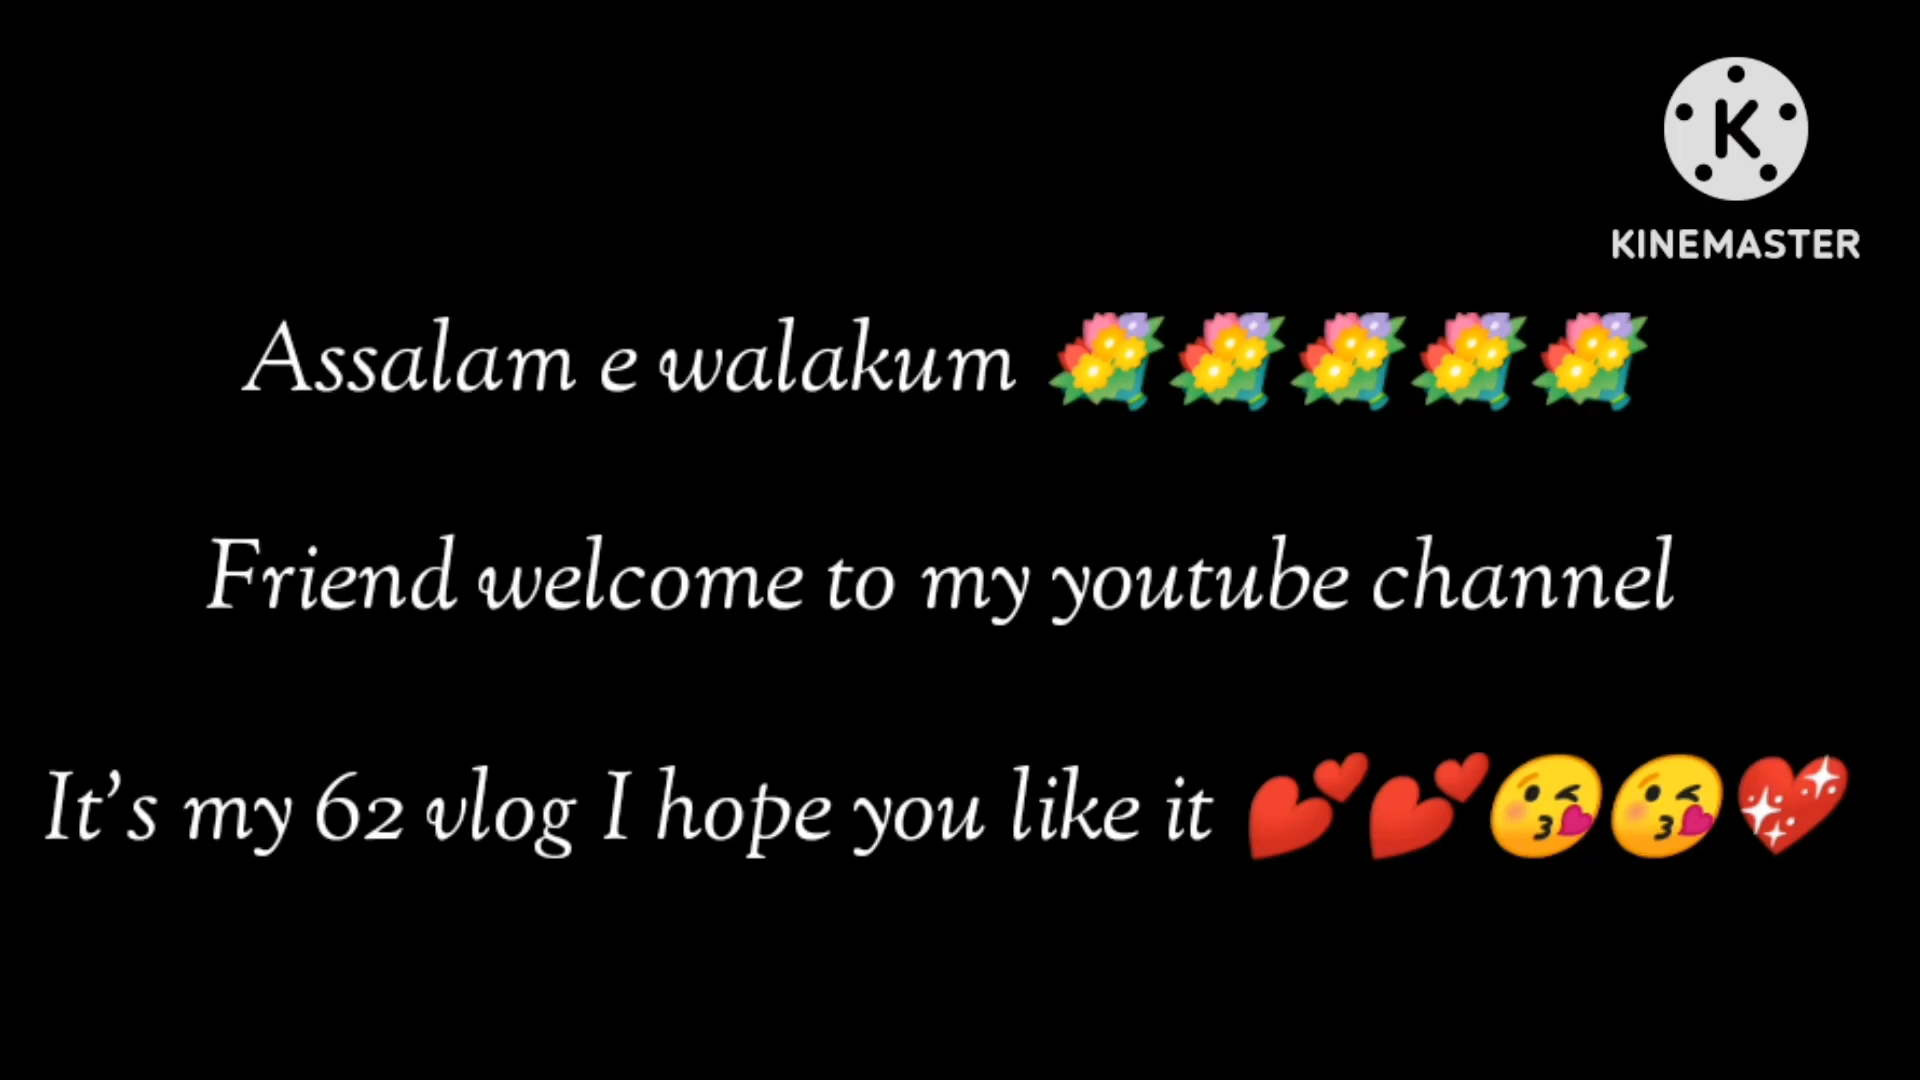 K
KINEMASTER
Assalam e walakum 💐💐💐💐💐
Friend welcome to my youtube channel
It’s my 62 vlog I hope you like it 💕💕😘😘💖